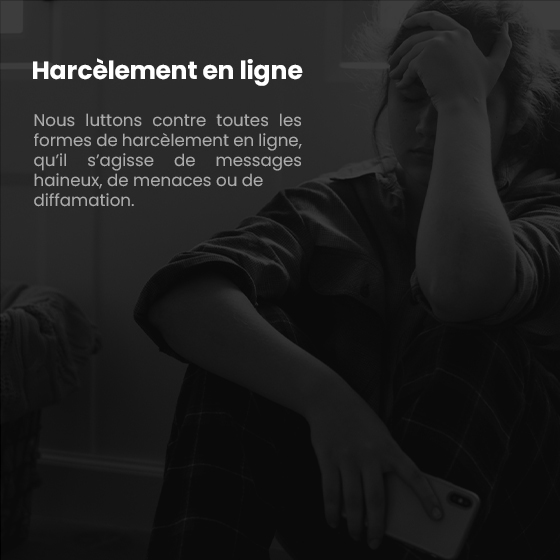 Harcèlement en ligne
Nous luttons contre toutes les
formes de harcèlement en ligne,
qu'il s'agisse de messages
haineux, de menaces ou de
diffamation.